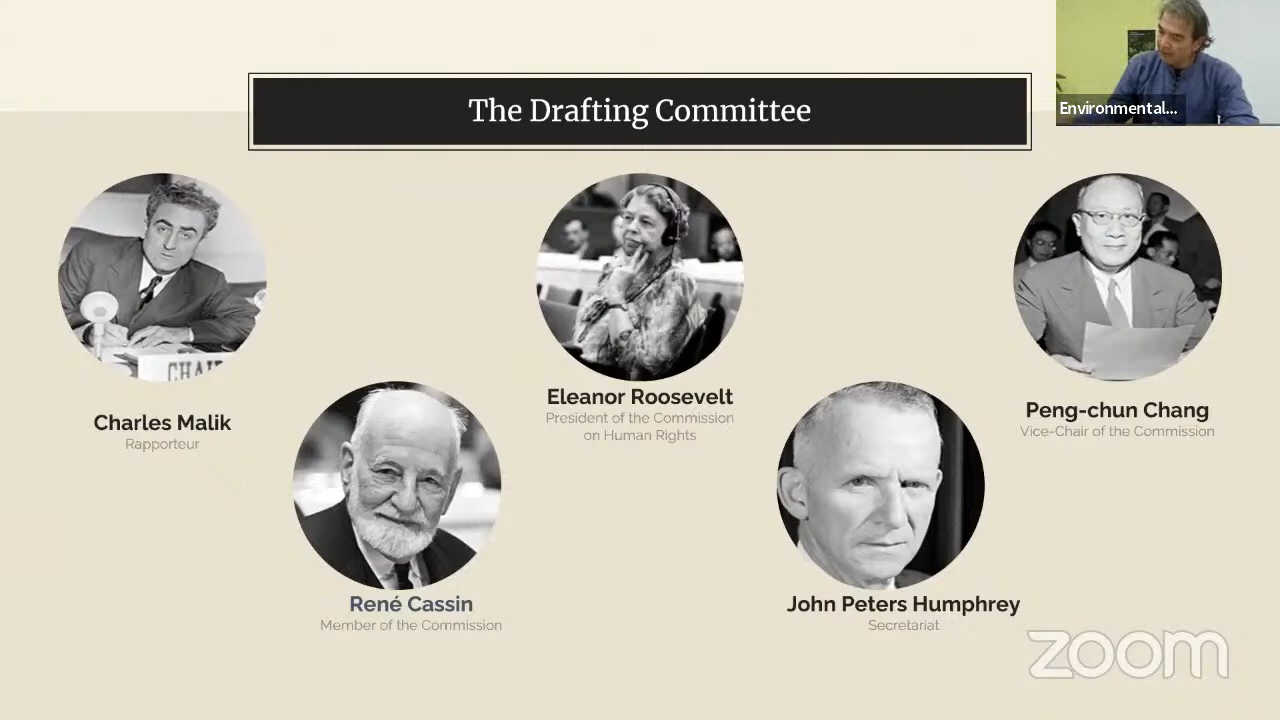 The Drafting Committee
Environmental...
CHAI
Charles Malik
Rapporteur
Eleanor Roosevelt
President of the Commission
on Human Rights
Peng-chun Chang
Vice-Chair of the Commission
René Cassin
Member of the Commission
John Peters Humphrey
Secretariat
zoom